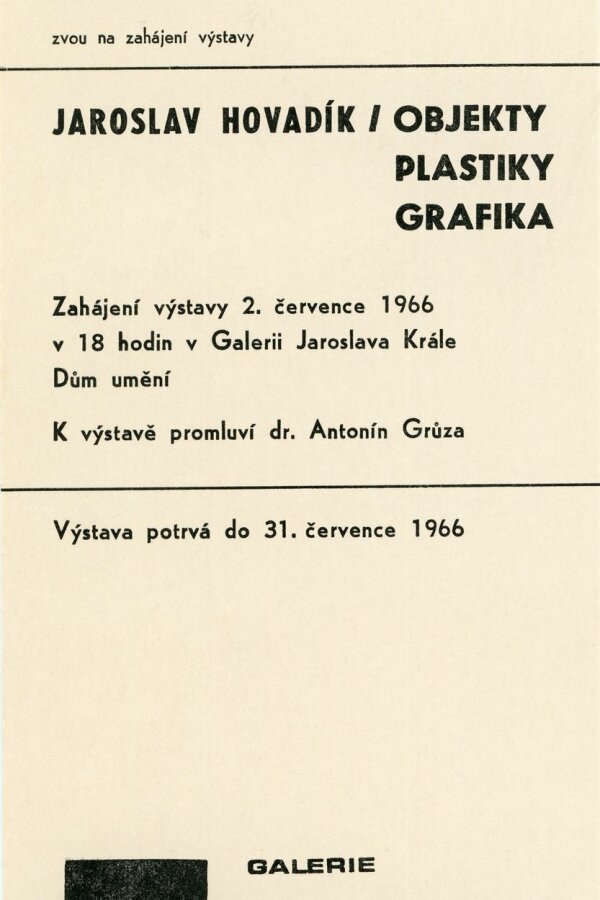 zvou na zahájení výstavy
JAROSLAV HOVADÍK / OBJEKTY
PLASTIKY
GRAFIKA
Zahájení výstavy 2. července 1966
v 18 hodin v Galerii Jaroslava Krále
Dům umění
K výstavě promluví dr. Antonín Grůza
Výstava potrvá do 31. července 1966
GALERIE